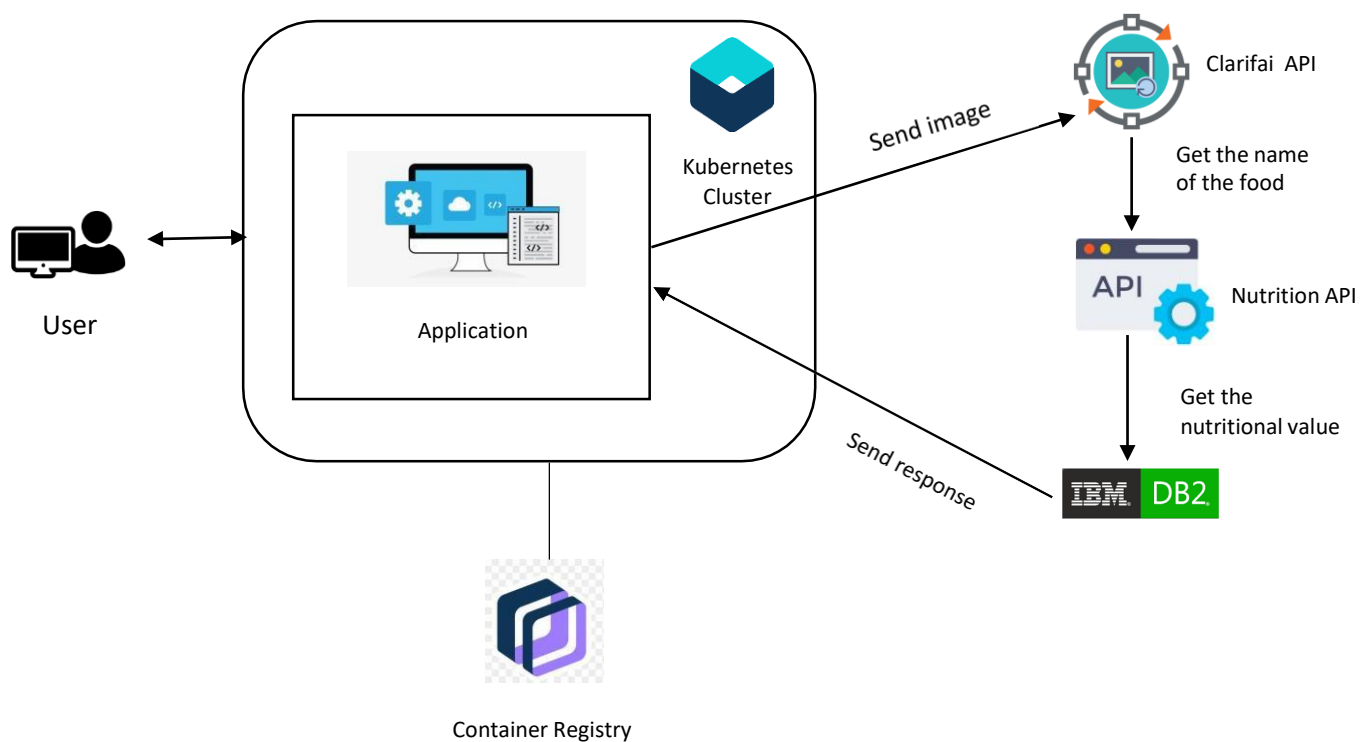 Clarifai API
Send image
Kubernetes
Cluster
Get the name
of the food
</>
</>
</>
API
Nutrition API
User
Application
Get the
nutritional value
Send response
IBM.
DB2.
Container Registry